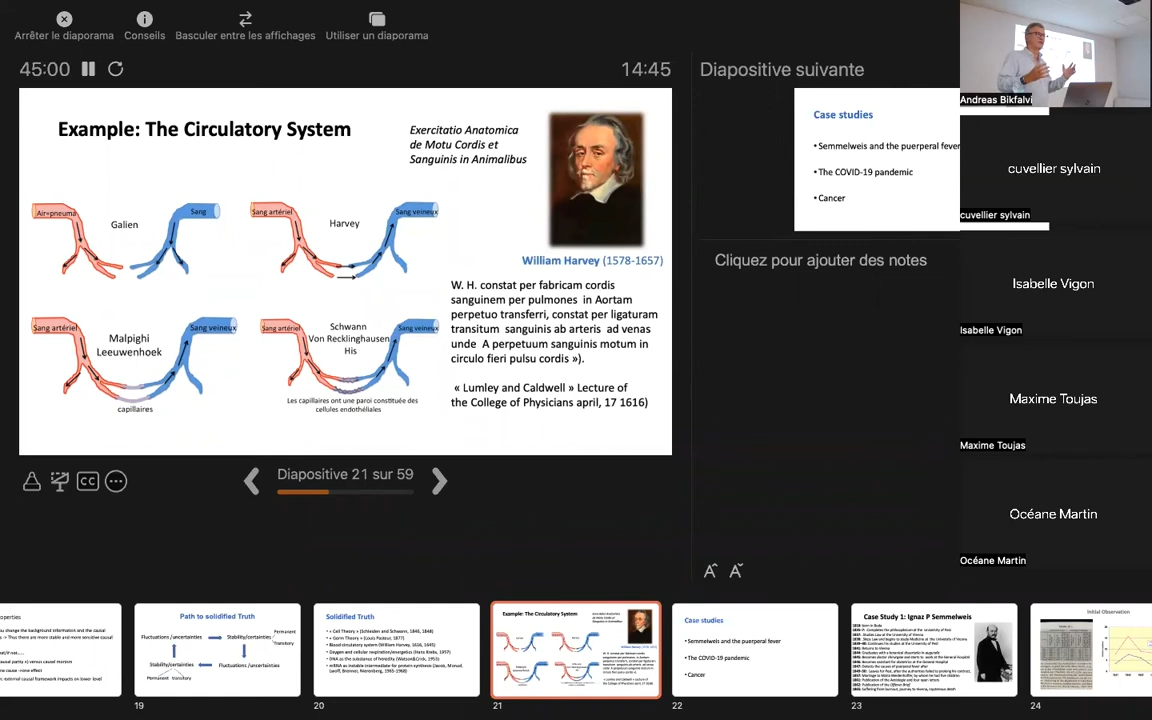 Arrêter le diaporama
Conseils
Basculer entre les affichages
Utiliser un diaporama
45:00
14:45
Diapositive suivante
Example: The Circulatory System
Exercitatio Anatomica
de Motu Cordis et
Sanguinis in Animalibus
Air=pneuma
Galien
Sang
Sang artériel
Harvey
Sang veineux
William Harvey (1578-1657)
W. H. constat per fabricam cordis
sanguinem per pulmones in Aortam
perpetuo transferri, constat per ligaturam
transitum sanguinis ab arteris ad venas
unde A perpetuum sanguinis motum in
circulo fieri pulsu cordis »).
« Lumley and Caldwell » Lecture of
the College of Physicians april, 17 1616)
Sang artériel
Malpighi
Leeuwenhoek
Sang veineux
capillaires
Sang artériel
Schwann
Von Recklinghausen
His
Sang veineux
Les capillaires ont une paroi constituée des
cellules endothéliales
Case studies
• Semmelweis and the puerperal fever
• The COVID-19 pandemic
• Cancer
Cliquez pour ajouter des notes
Andreas Bikfalvi
cuvellier sylvain
cuvellier sylvain
Isabelle Vigon
Isabelle Vigon
Maxime Toujas
Maxime Toujas
Océane Martin
Océane Martin
CC
Diapositive 21 sur 59
Path to solidified Truth
Fluctuations /uncertainties
Stability/certainties
Permanent
Transitory
Stability/certainties
Fluctuations /uncertainties
Permanent
19
Solidified Truth
20
Example: The Circulatory System
21
Case studies
• Semmelweis and the puerperal fever
• The COVID-19 pandemic
• Cancer
22
Case Study 1: Ignaz P Semmelweis
23
Initial Observation
24